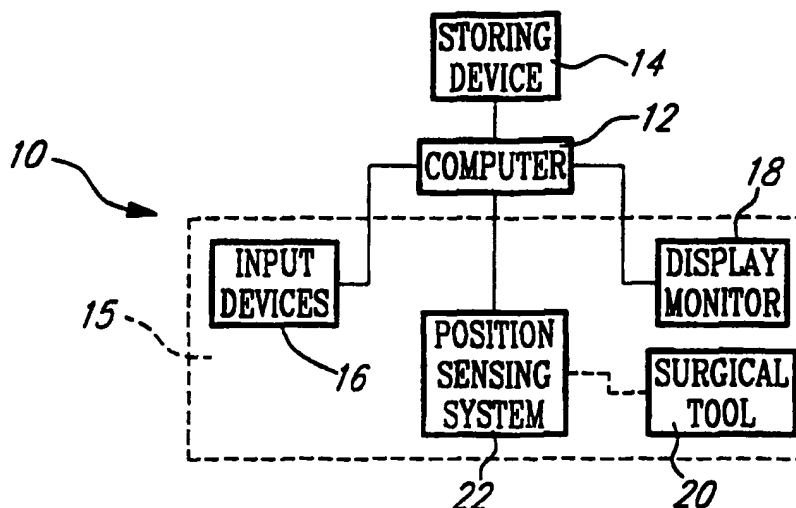 STORING
DEVICE
14
12
COMPUTER
10
18
INPUT
DEVICES
DISPLAY
MONITOR
15
16
POSITION
SENSING
SYSTEM
SURGICAL
TOOL
22
20